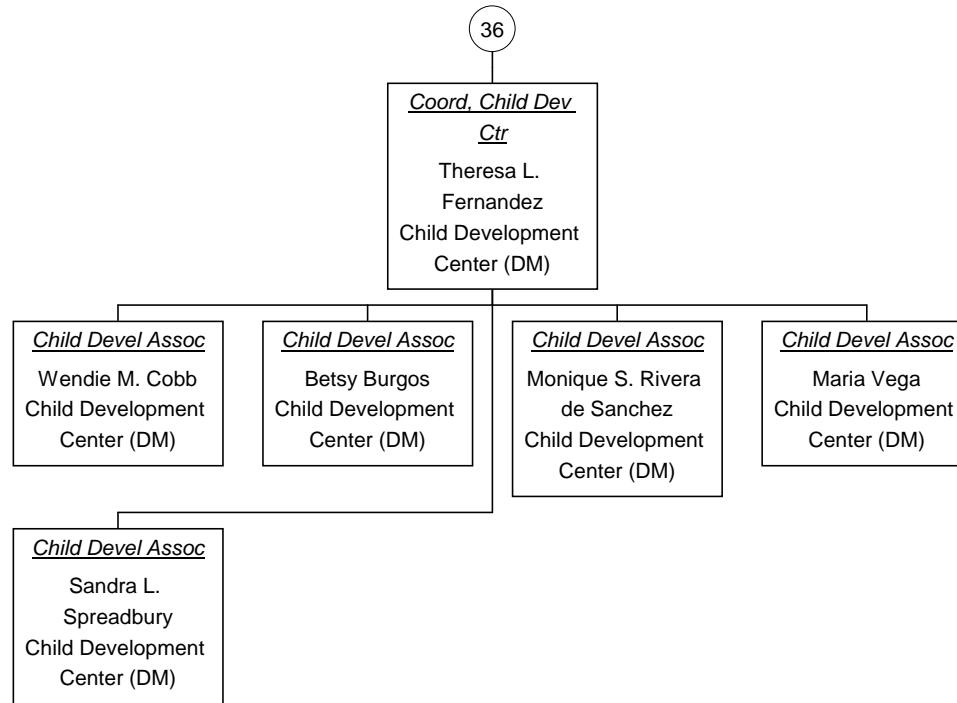 36
Coord, Child Dev
Ctr
Theresa L.
Fernandez
Child Development
Center (DM)
Child Devel Assoc
Wendie M. Cobb
Child Development
Center (DM)
Child Devel Assoc
Betsy Burgos
Child Development
Center (DM)
Child Devel Assoc
Monique S. Rivera
de Sanchez
Child Development
Center (DM)
Child Devel Assoc
Maria Vega
Child Development
Center (DM)
Child Devel Assoc
Sandra L.
Spreadbury
Child Development
Center (DM)